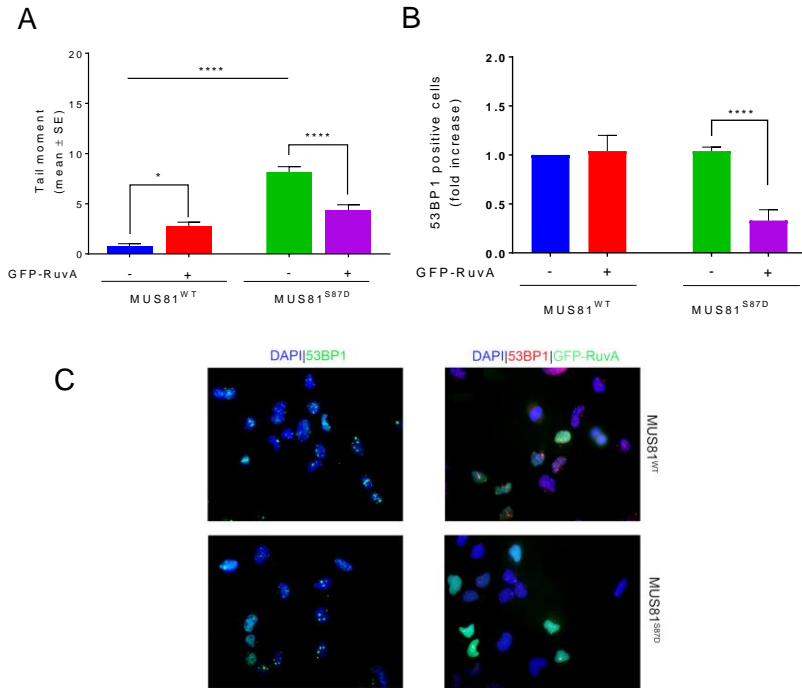 A
Tail moment
(mean ± SE)
20
15
10
5
0
****
*
****
GFP-RuvA
- + - +
MUS81WT MUS81S87D
B
53BP1 positive cells
(fold increase)
2.0
1.5
1.0
0.5
0.0
****
GFP-RuvA
- + - +
MUS81WT MUS81S87D
C
DAPI|53BP1 DAPI|53BP1|GFP-RuvA
MUS81WT
MUS81S87D